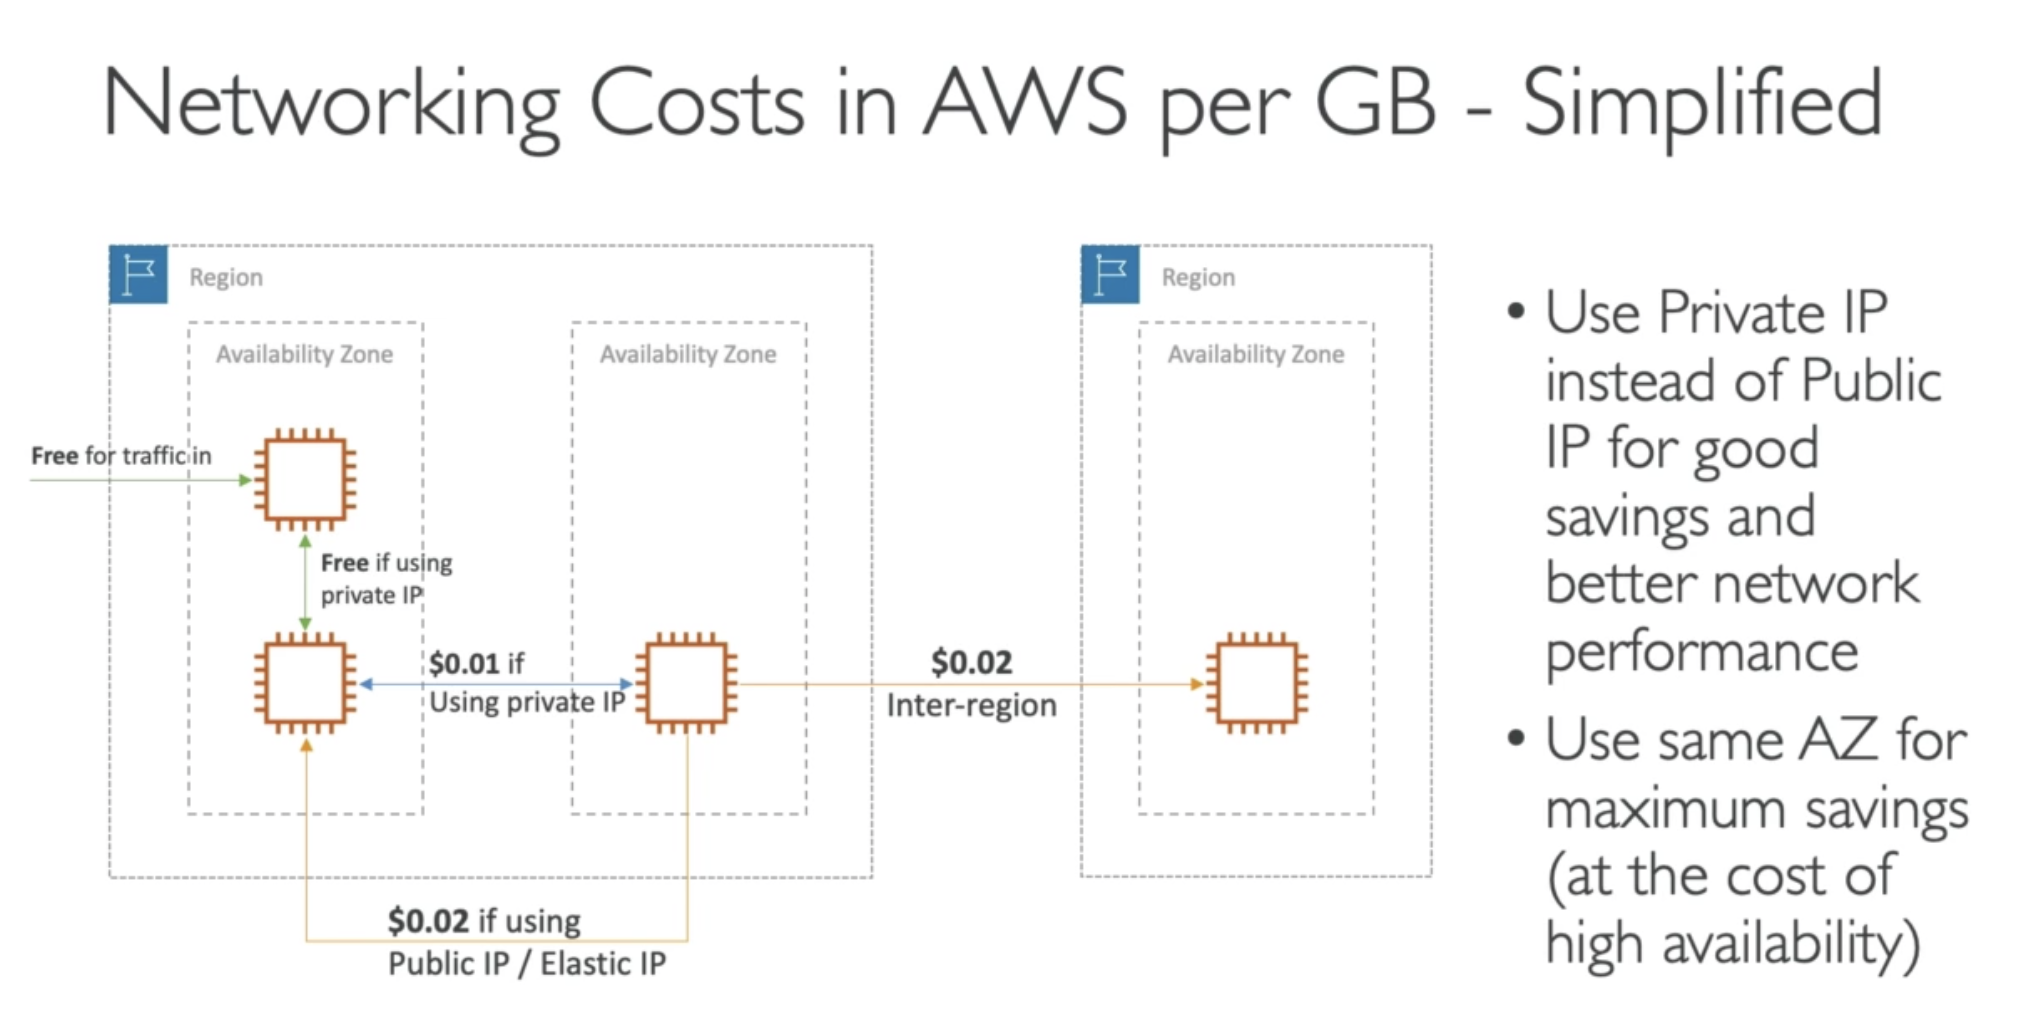 Networking Costs in AWS per GB - Simplified
Region
Availability Zone
Availability Zone
Free for traffic in
Free if using
private IP
$0.01 if
Using private IP
$0.02
Inter-region
$0.02 if using
Public IP / Elastic IP
Region
Availability Zone
• Use Private IP
instead of Public
IP for good
savings and
better network
performance
• Use same AZ for
maximum savings
(at the cost of
high availability)